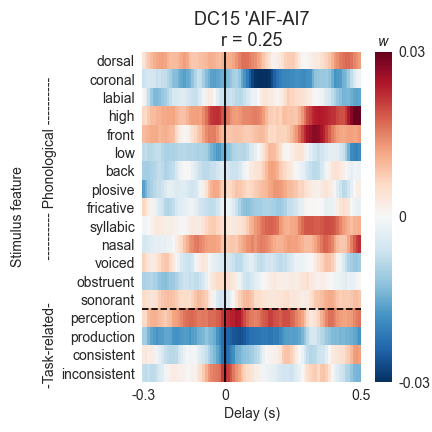 DC15 'AIF-AI7
r = 0.25
w
dorsal
coronal
labial
high
front
low
back
plosive
fricative
syllabic
nasal
voiced
obstruent
sonorant
perception
production
consistent
inconsistent
Stimulus feature
-Task-related- ---------- Phonological ----------
-0.3
0
0.5
Delay (s)
0.03
0
-0.03